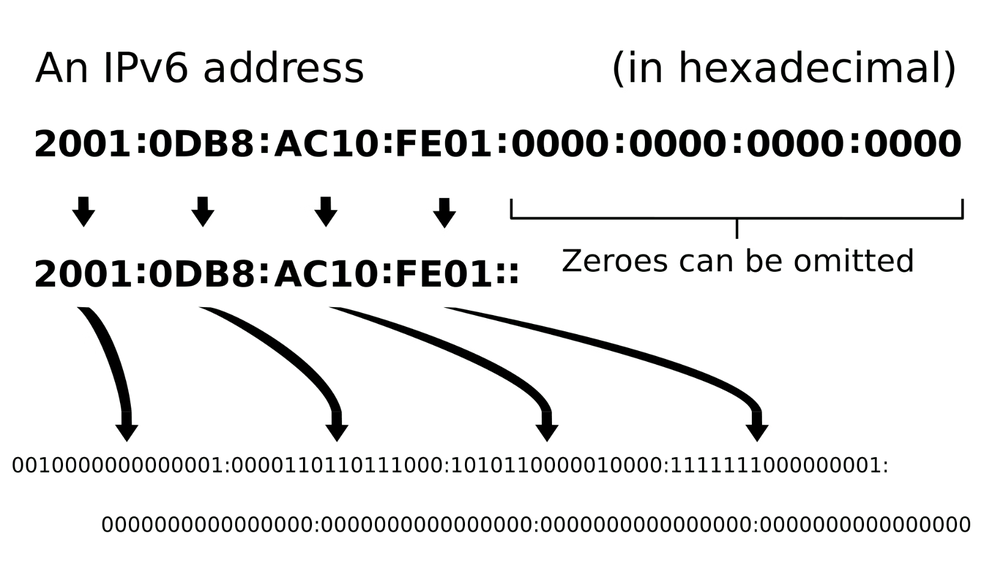 An IPv6 address (in hexadecimal)
2001:0DB8:AC10:FE01:0000:0000:0000:0000
2001:0DB8:AC10:FE01::
Zeroes can be omitted
0010000000000001:0000110110111000:1010110000010000:1111111000000001:
0000000000000000:0000000000000000:0000000000000000:0000000000000000